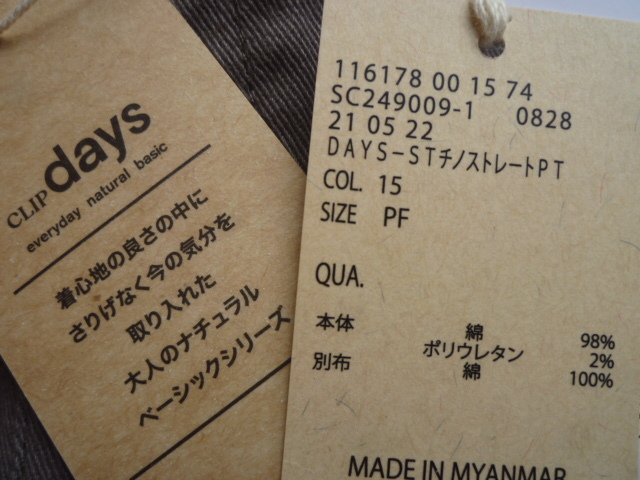 CLIP days
everyday natural basic
着心地の良さの中に
さりげなく今の気分を
取り入れた
大人のナチュラル
ベーシックシリーズ
116178 00 15 74
SC249009-1 0828
21 05 22
DAYS-STチノストレートPT
COL. 15
SIZE PF
QUA.
本体 綿 98%
ポリウレタン 2%
別布 綿 100%
MADE IN MYANMAR